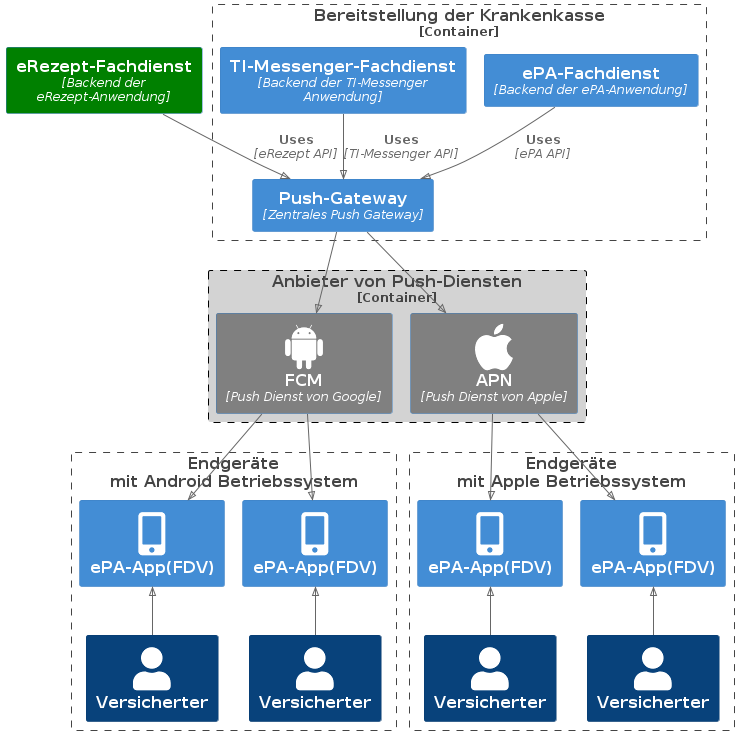 Bereitstellung der Krankenkasse
[Container]
eRezept-Fachdienst
[Backend der
eRezept-Anwendung]
TI-Messenger-Fachdienst
[Backend der TI-Messenger
Anwendung]
ePA-Fachdienst
[Backend der ePA-Anwendung]
Uses
[eRezept API]
Uses
[TI-Messenger API]
Uses
[ePA API]
Push-Gateway
[Zentrales Push Gateway]
Anbieter von Push-Diensten
[Container]
FCM
[Push Dienst von Google]
APN
[Push Dienst von Apple]
Endgeräte
mit Android Betriebssystem
Endgeräte
mit Apple Betriebssystem
ePA-App(FDV)
ePA-App(FDV)
ePA-App(FDV)
ePA-App(FDV)
Versicherter
Versicherter
Versicherter
Versicherter